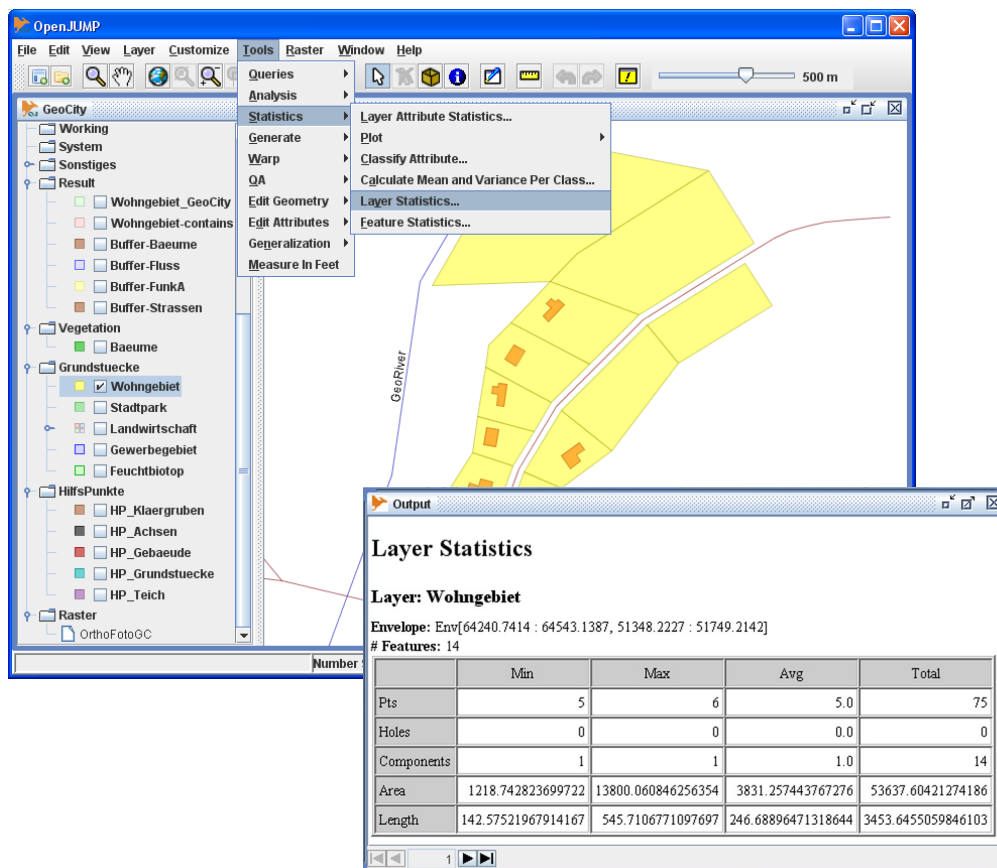 OpenJUMP
File Edit View Layer Customize Tools Raster Window Help
500 m
GeoCity
Working
System
Sonstiges
Result
Wohngebiet_GeoCity
Wohngebiet-contains
Buffer-Baeume
Buffer-Fluss
Buffer-FunkA
Buffer-Strassen
Vegetation
Baeume
Grundstuecke
Wohngebiet
Stadtpark
Landwirtschaft
Gewerbegebiet
Feuchtbiotop
HilfsPunkte
HP_Klaergruben
HP_Achsen
HP_Gebaeude
HP_Grundstuecke
HP_Teich
Raster
OrthoFotoGC
Queries
Analysis
Statistics
Generate
Warp
QA
Edit Geometry
Edit Attributes
Generalization
Measure In Feet
Layer Attribute Statistics...
Plot
Classify Attribute...
Calculate Mean and Variance Per Class...
Layer Statistics...
Feature Statistics...
GeoRiver
Number
Output
Layer Statistics
Layer: Wohngebiet
Envelope: Env[64240.7414 : 64543.1387, 51348.2227 : 51749.2142]
# Features: 14
Min Max Avg Total
Pts 5 6 5.0 75
Holes 0 0 0.0 0
Components 1 1 1.0 14
Area 1218.742823699722 13800.060846256354 3831.257443767276 53637.60421274186
Length 142.57521967914167 545.7106771097697 246.68896471318644 3453.6455059846103
1